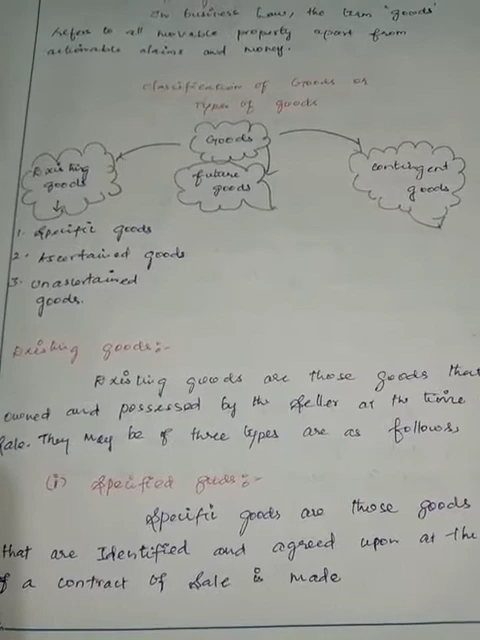 In business Law, the term 'goods'
refers to all movable property apart from
actionable claims and money.
Classification of Goods or
Types of goods
Goods
Existing
goods
future
goods
contingent
goods
1. Specific goods
2. Ascertained goods
3. Unascertained
goods.
Existing goods:-
Existing goods are those goods that
owned and possessed by the seller at the time
Sale. They may be of three types are as follows
(i) Specified goods:-
Specific goods are those goods
that are Identified and agreed upon at the
of a contract of Sale is made